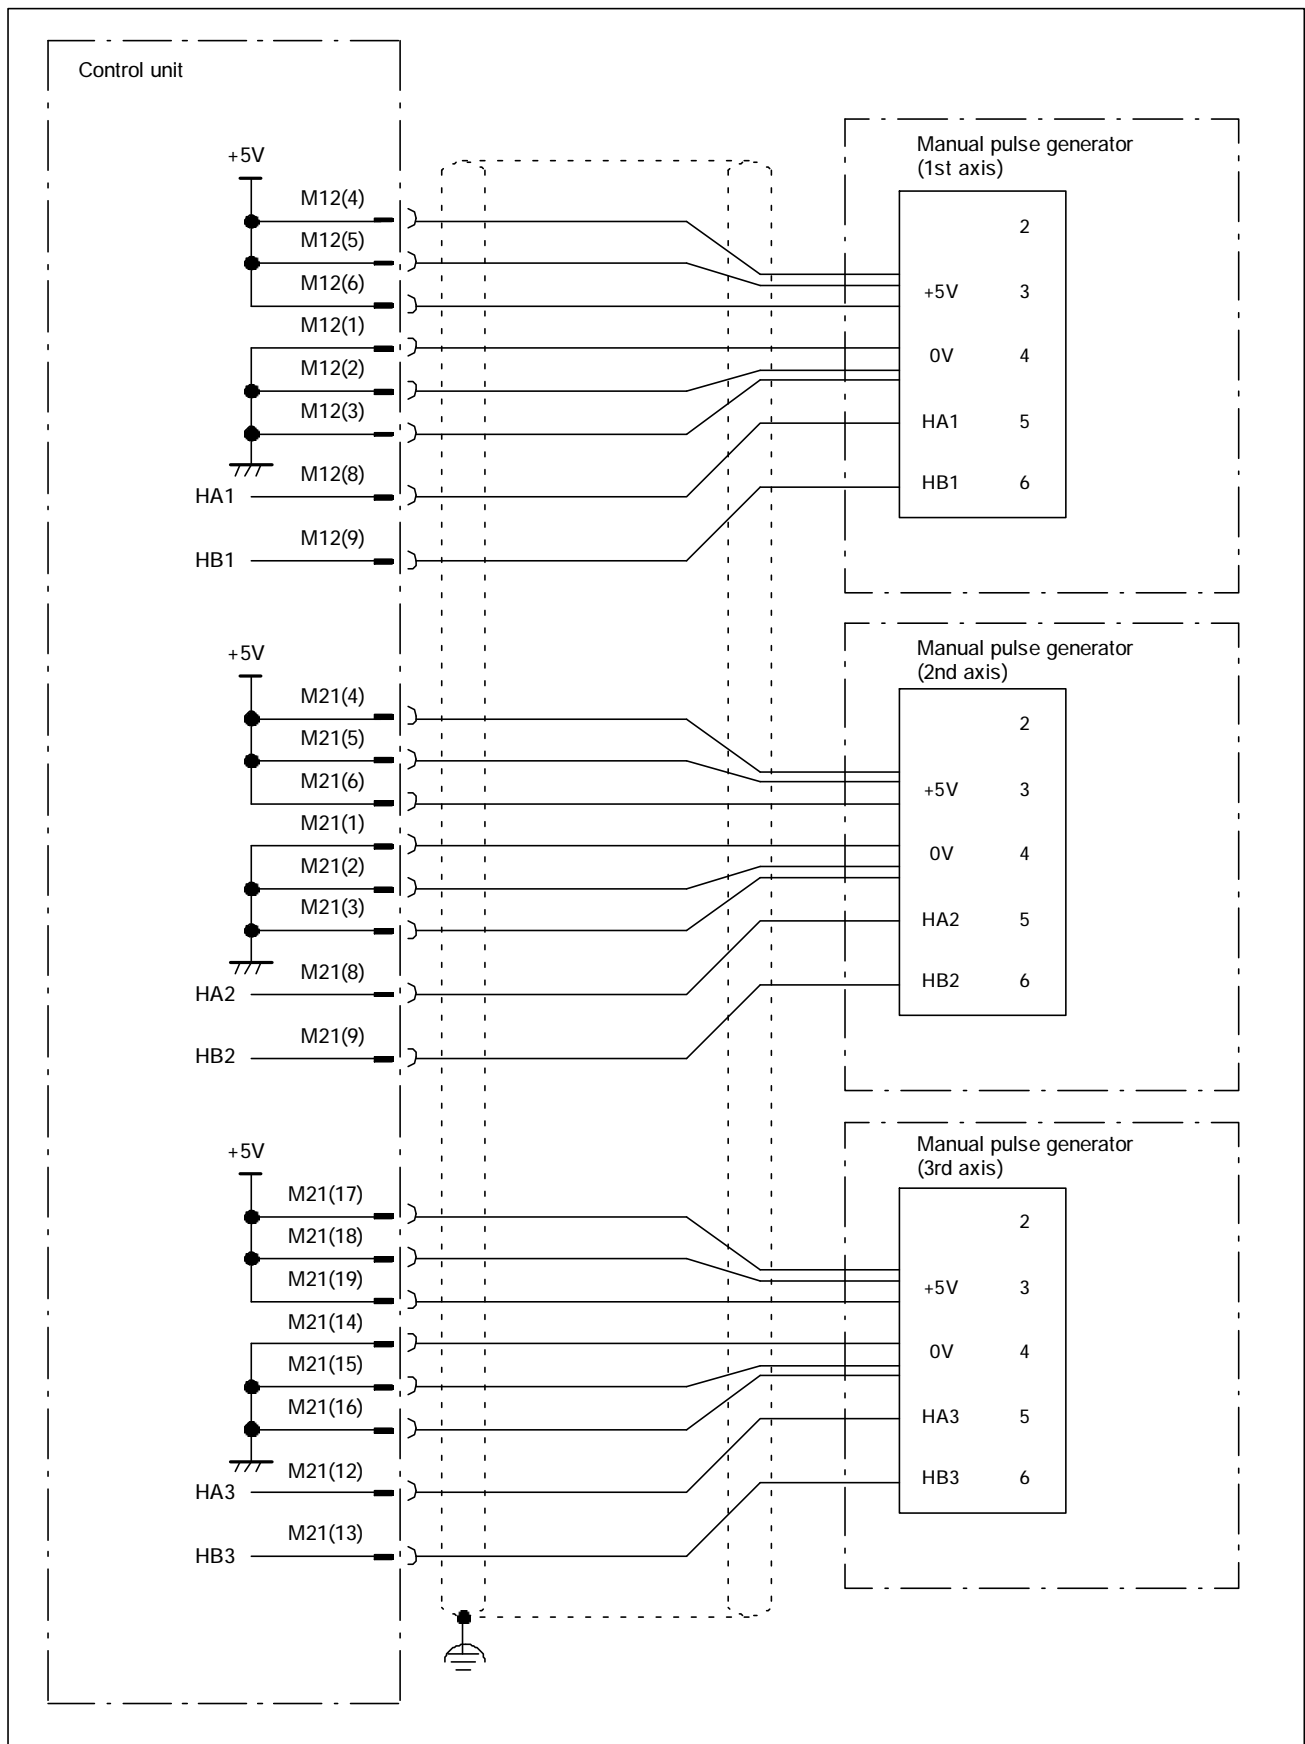 Control unit
+5V
M12(4)
M12(5)
M12(6)
M12(1)
M12(2)
M12(3)
M12(8)
HA1
M12(9)
HB1
Manual pulse generator
(1st axis)
2
+5V 3
0V 4
HA1 5
HB1 6
+5V
M21(4)
M21(5)
M21(6)
M21(1)
M21(2)
M21(3)
M21(8)
HA2
M21(9)
HB2
Manual pulse generator
(2nd axis)
2
+5V 3
0V 4
HA2 5
HB2 6
+5V
M21(17)
M21(18)
M21(19)
M21(14)
M21(15)
M21(16)
M21(12)
HA3
M21(13)
HB3
Manual pulse generator
(3rd axis)
2
+5V 3
0V 4
HA3 5
HB3 6